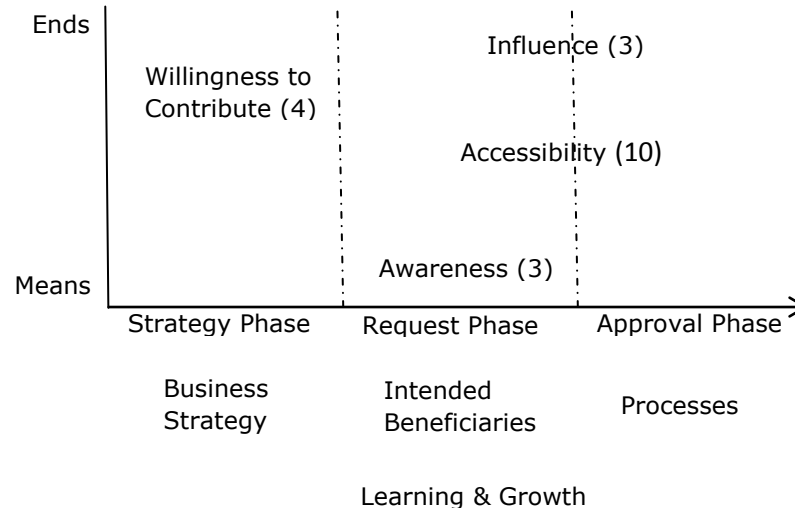 Ends
Influence (3)
Willingness to
Contribute (4)
Accessibility (10)
Awareness (3)
Means
Strategy Phase
Request Phase
Approval Phase
Business
Strategy
Intended
Beneficiaries
Processes
Learning & Growth